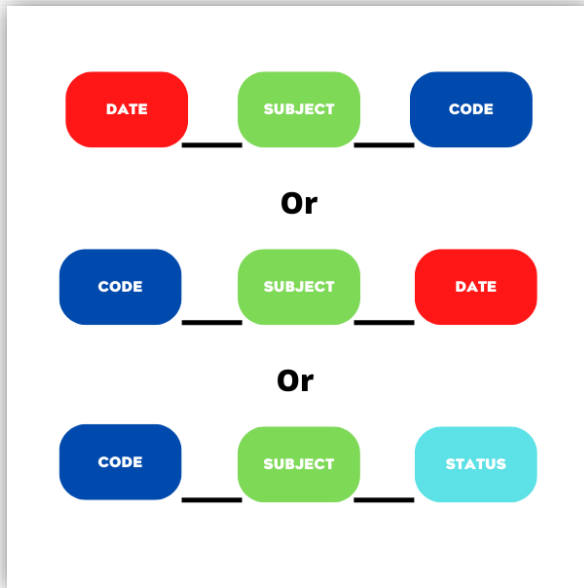 DATE SUBJECT CODE
Or
CODE SUBJECT DATE
Or
CODE SUBJECT STATUS